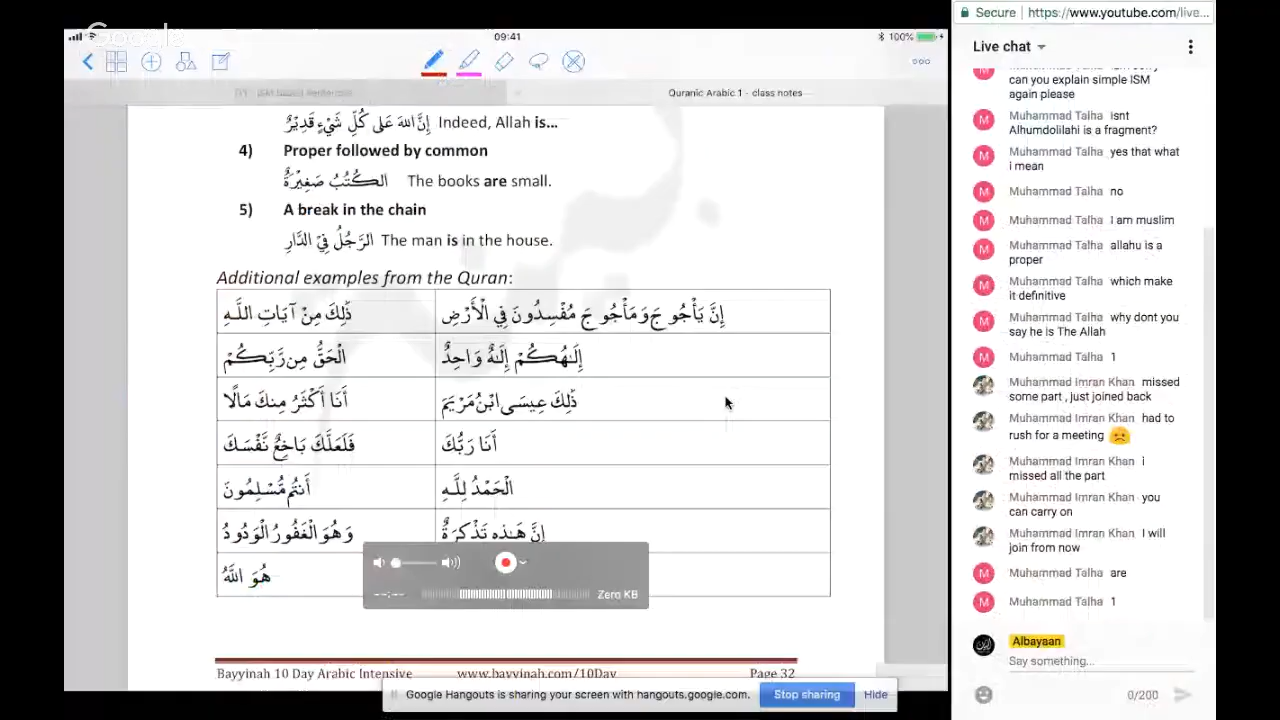 Google
09:41
100%
Quranic Arabic 1 - class notes
إِنَّ اللهَ عَلى كُلِّ شَيْءٍ قَدِيْرٌ Indeed, Allah is...
4) Proper followed by common
الكُتُبُ صَغِيْرَةٌ The books are small.
5) A break in the chain
الرَّجُلُ فِيْ الدَّارِ The man is in the house.
Additional examples from the Quran:
ذَٰلِكَ مِنْ آيَاتِ اللَّـهِ
إِنَّ يَأْجُوجَ وَمَأْجُوجَ مُفْسِدُونَ فِي الْأَرْضِ
الْحَقُّ مِن رَّبِّكُمْ
إِلَـٰهُكُمْ إِلَـٰهٌ وَاحِدٌ
أَنَا أَكْثَرُ مِنكَ مَالًا
ذَٰلِكَ عِيسَى ابْنُ مَرْيَمَ
فَلَعَلَّكَ بَاخِعٌ نَّفْسَكَ
أَنَا رَبُّكَ
أَنتُم مُّسْلِمُونَ
الْحَمْدُ لِلَّـهِ
وَهُوَ الْغَفُورُ الْوَدُودُ
إِنَّ هَـٰذِهِ تَذْكِرَةٌ
هُوَ اللَّهُ
--:--
Zero KB
Bayyinah 10 Day Arabic Intensive www.bayyinah.com/10Day Page 32
Google Hangouts is sharing your screen with hangouts.google.com. Stop sharing Hide
Secure https://www.youtube.com/live...
Live chat
can you explain simple ISM
again please
Muhammad Talha isnt
Alhumdolilahi is a fragment?
Muhammad Talha yes that what
i mean
Muhammad Talha no
Muhammad Talha I am muslim
Muhammad Talha allahu is a
proper
Muhammad Talha which make
it definitive
Muhammad Talha why dont you
say he is The Allah
Muhammad Talha 1
Muhammad Imran Khan missed
some part , just joined back
Muhammad Imran Khan had to
rush for a meeting
Muhammad Imran Khan i
missed all the part
Muhammad Imran Khan you
can carry on
Muhammad Imran Khan I will
join from now
Muhammad Talha are
Muhammad Talha 1
Albayaan
Say something...
0/200